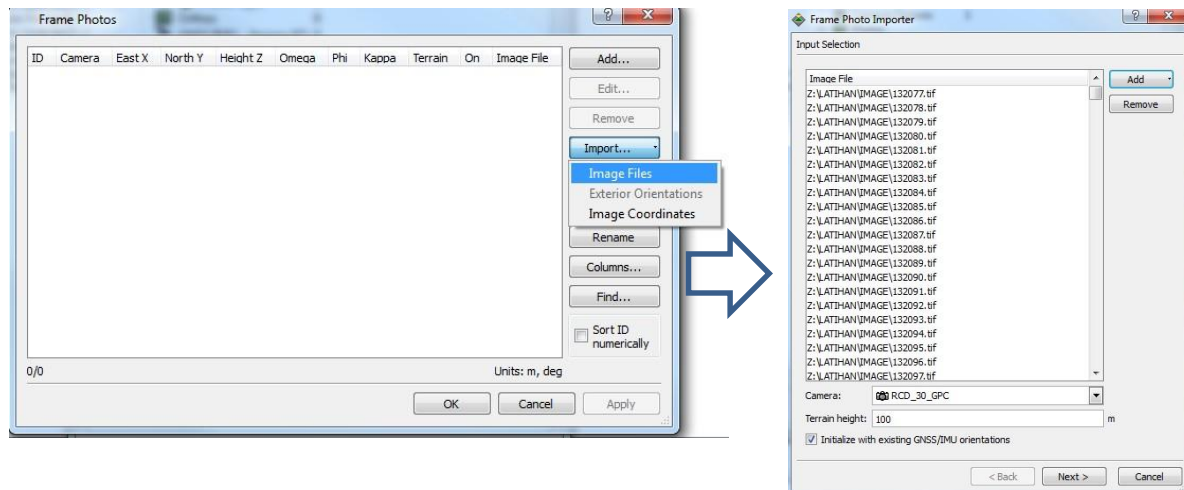 Frame Photos
ID Camera East X North Y Height Z Omega Phi Kappa Terrain On Image File
Add...
Edit...
Remove
Import...
Image Files
Exterior Orientations
Image Coordinates
Rename
Columns...
Find...
Sort ID
numerically
0/0 Units: m, deg
OK Cancel Apply
Frame Photo Importer
Input Selection
Image File
Add
Remove
Z:\LATIHAN\IMAGE\132077.tif
Z:\LATIHAN\IMAGE\132078.tif
Z:\LATIHAN\IMAGE\132079.tif
Z:\LATIHAN\IMAGE\132080.tif
Z:\LATIHAN\IMAGE\132081.tif
Z:\LATIHAN\IMAGE\132082.tif
Z:\LATIHAN\IMAGE\132083.tif
Z:\LATIHAN\IMAGE\132084.tif
Z:\LATIHAN\IMAGE\132085.tif
Z:\LATIHAN\IMAGE\132086.tif
Z:\LATIHAN\IMAGE\132087.tif
Z:\LATIHAN\IMAGE\132088.tif
Z:\LATIHAN\IMAGE\132089.tif
Z:\LATIHAN\IMAGE\132090.tif
Z:\LATIHAN\IMAGE\132091.tif
Z:\LATIHAN\IMAGE\132092.tif
Z:\LATIHAN\IMAGE\132093.tif
Z:\LATIHAN\IMAGE\132094.tif
Z:\LATIHAN\IMAGE\132095.tif
Z:\LATIHAN\IMAGE\132096.tif
Z:\LATIHAN\IMAGE\132097.tif
Camera: RCD_30_GPC
Terrain height: 100 m
Initialize with existing GNSS/IMU orientations
< Back Next > Cancel